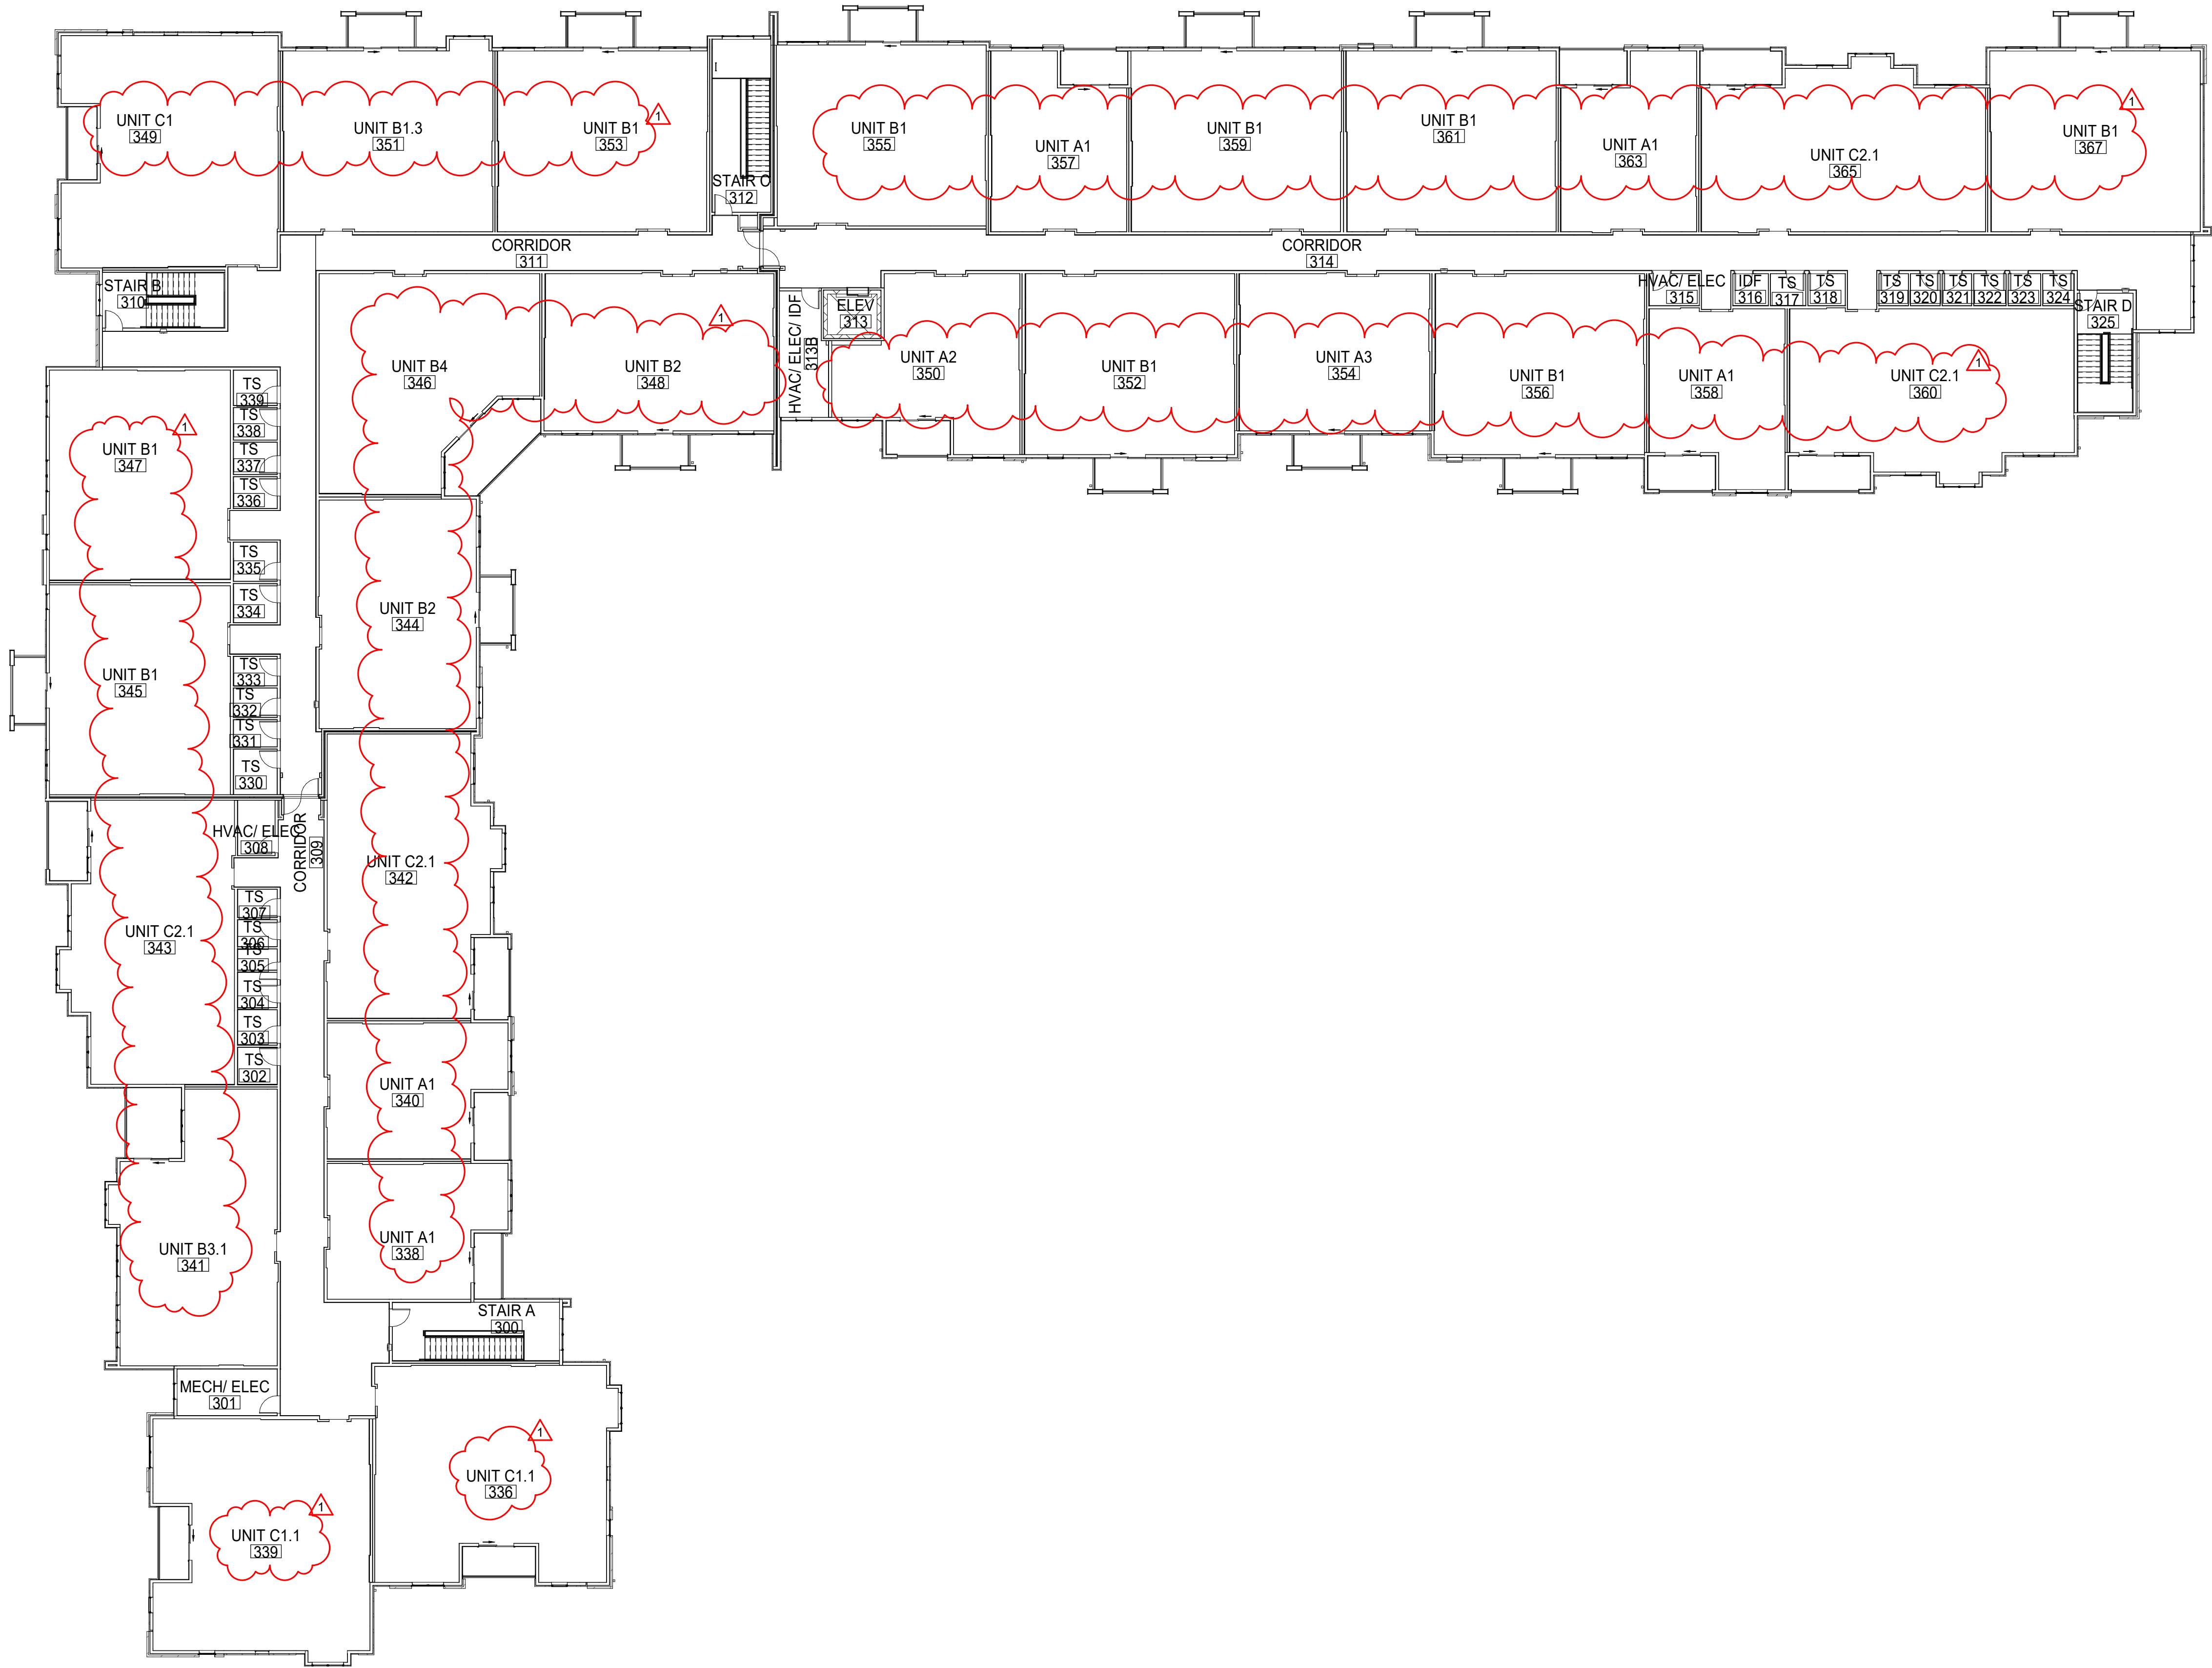 UNIT C1
349
UNIT B1.3
351
UNIT B1
353
1
STAIR C
312
UNIT B1
355
UNIT A1
357
UNIT B1
359
UNIT B1
361
UNIT A1
363
UNIT C2.1
365
UNIT B1
367
1
CORRIDOR
311
CORRIDOR
314
STAIR B
310
UNIT B4
346
UNIT B2
348
1
HVAC/ ELEC/ IDF
313B
ELEV
313
UNIT A2
350
UNIT B1
352
UNIT A3
354
UNIT B1
356
UNIT A1
358
UNIT C2.1
360
1
HVAC/ ELEC
315
IDF
316
TS
317
TS
318
TS
319
TS
320
TS
321
TS
322
TS
323
TS
324
STAIR D
325
UNIT B1
347
1
TS
339
TS
338
TS
337
TS
336
TS
335
TS
334
UNIT B2
344
UNIT B1
345
TS
333
TS
332
TS
331
TS
330
HVAC/ ELEC
308
CORRIDOR
309
UNIT C2.1
342
UNIT C2.1
343
TS
307
TS
306
TS
305
TS
304
TS
303
TS
302
UNIT A1
340
UNIT A1
338
UNIT B3.1
341
STAIR A
300
MECH/ ELEC
301
UNIT C1.1
336
1
UNIT C1.1
339
1